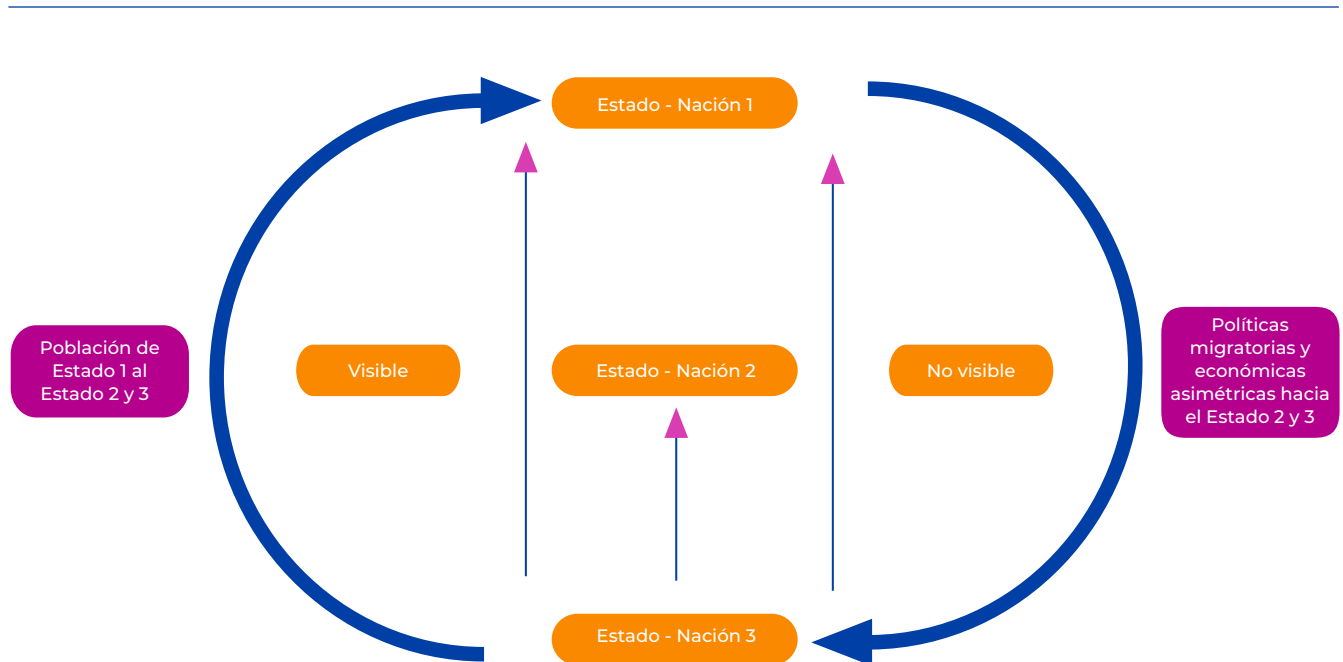 Estado - Nación 1
Población de
Estado 1 al
Estado 2 y 3
Visible
Estado - Nación 2
No visible
Políticas
migratorias y
económicas
asimétricas hacia
el Estado 2 y 3
Estado - Nación 3